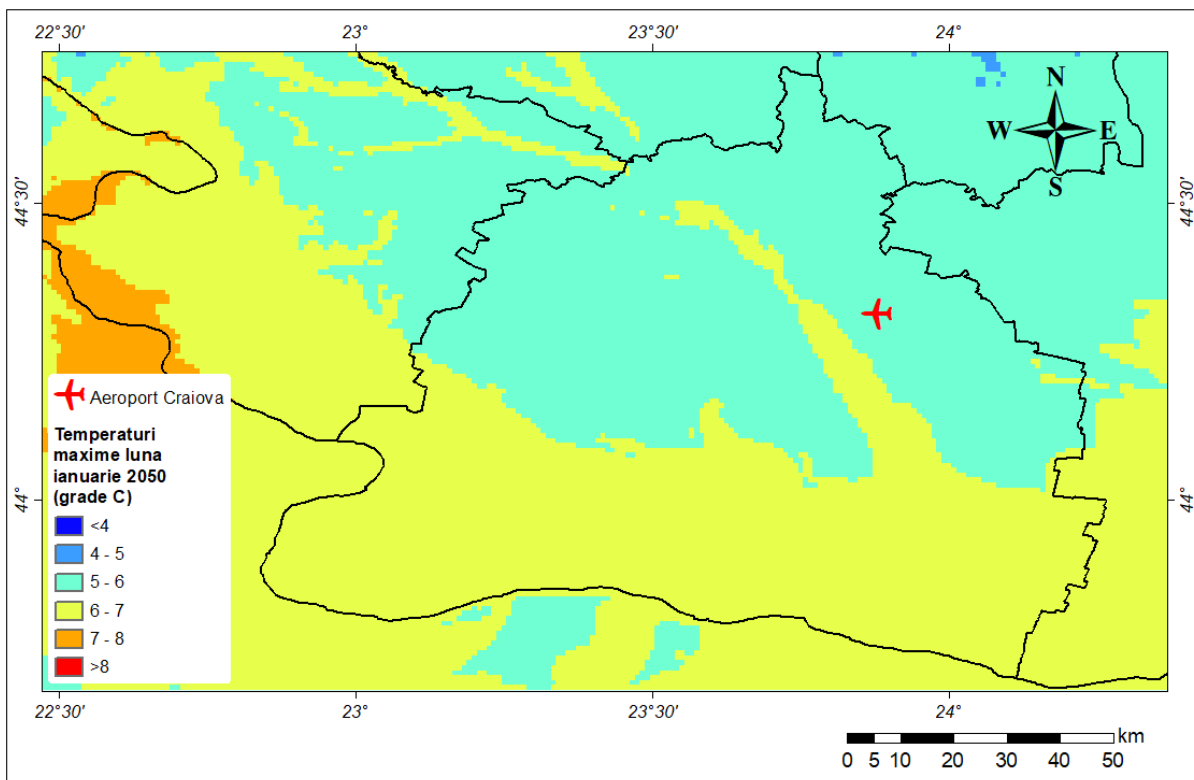 22°30' 23° 23°30' 24°
N
W E
S
44°30' 44°30'
Aeroport Craiova
Temperaturi
maxime luna
ianuarie 2050
(grade C)
<4
4 - 5
5 - 6
6 - 7
7 - 8
>8
44° 44°
22°30' 23° 23°30' 24°
km
0 5 10 20 30 40 50